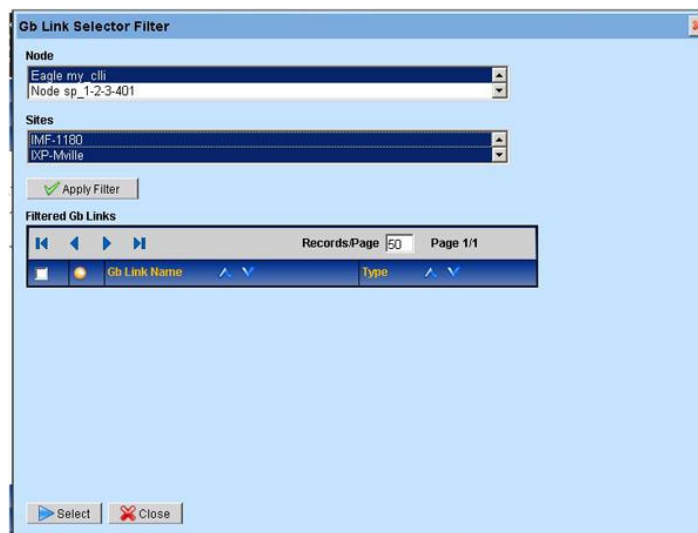 Gb Link Selector Filter
Node
Eagle my_clli
Node sp_1-2-3-401
Sites
IMF-1180
IXP-Mville
Apply Filter
Filtered Gb Links
Records/Page 50 Page 1/1
Gb Link Name Type
Select Close